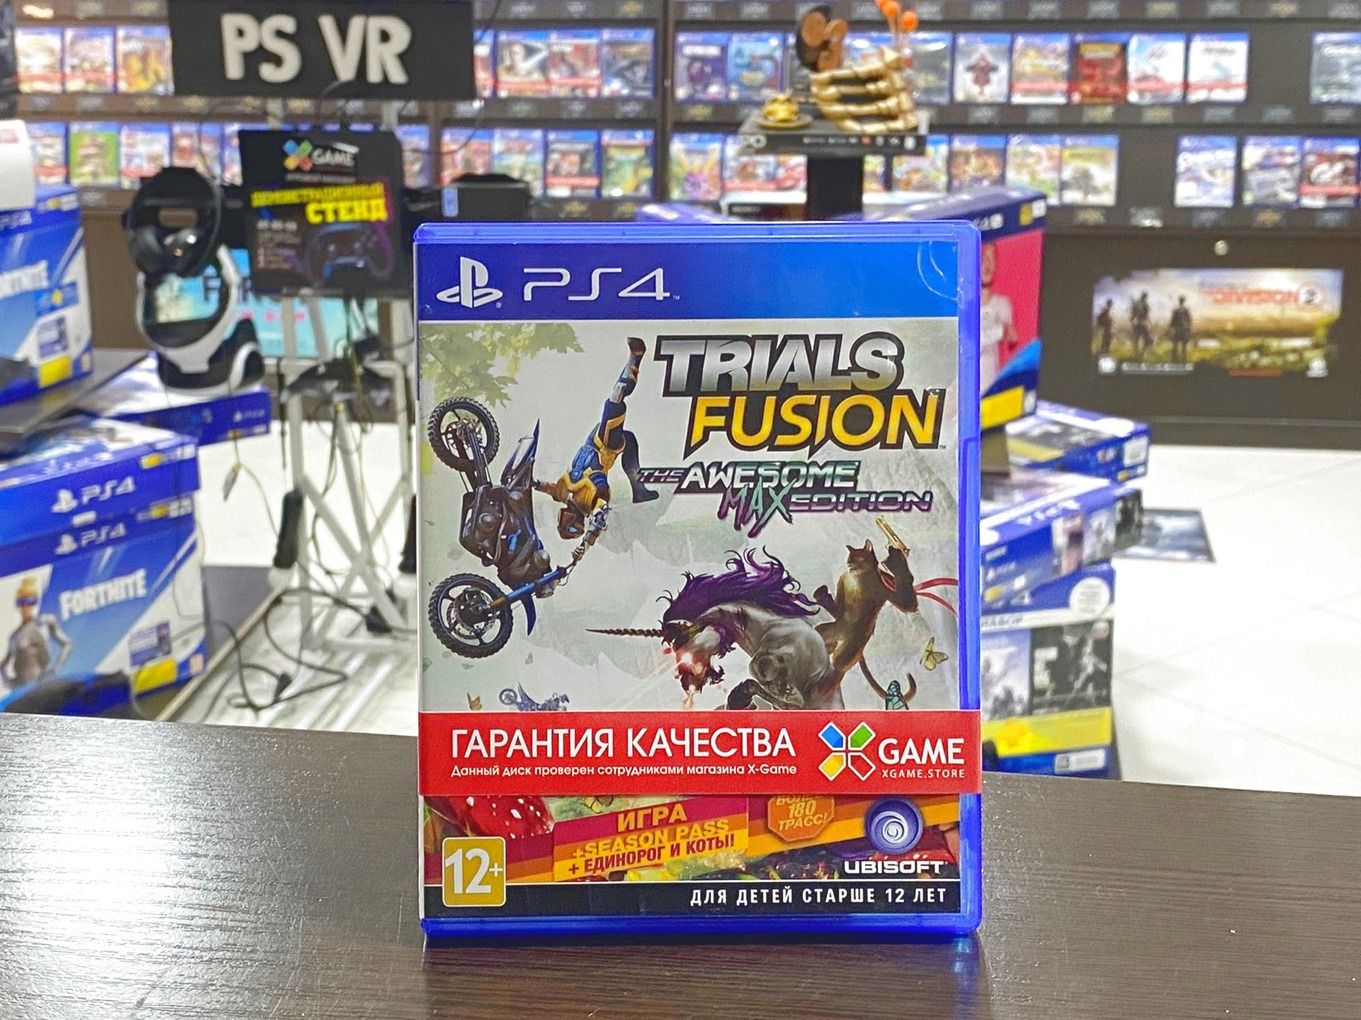 PS VR
GAME
ДЕМОНСТРАЦИОННЫЙ
СТЕНД
FORTNITE
PS4
PS4
FORTNITE
DIVISION 2
PS4
TRIALS
FUSION
THE AWESOME
MAX EDITION
ГАРАНТИЯ КАЧЕСТВА
Данный диск проверен сотрудниками магазина X-Game
GAME
XGAME.STORE
ИГРА
+SEASON PASS
+ ЕДИНОРОГ И КОТЫ!
БОЛЕЕ
180
ТРАСС!
12+
UBISOFT
ДЛЯ ДЕТЕЙ СТАРШЕ 12 ЛЕТ